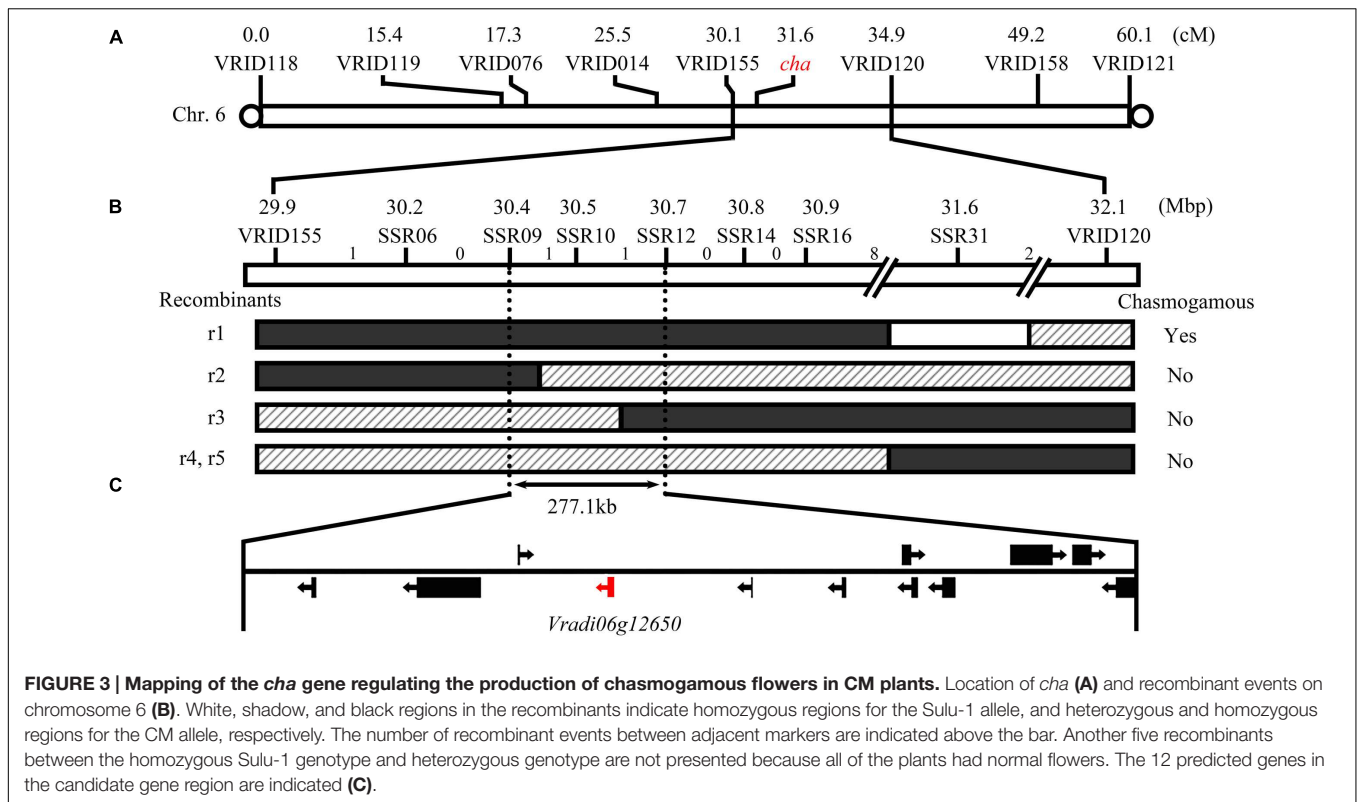 A
0.0 15.4 17.3 25.5 30.1 31.6 34.9 49.2 60.1 (cM)
VRID118 VRID119 VRID076 VRID014 VRID155 cha VRID120 VRID158 VRID121
Chr. 6
B
29.9 30.2 30.4 30.5 30.7 30.8 30.9 31.6 32.1 (Mbp)
VRID155 SSR06 SSR09 SSR10 SSR12 SSR14 SSR16 SSR31 VRID120
1 0 1 1 0 0 8 2
Recombinants Chasmogamous
r1 Yes
r2 No
r3 No
r4, r5 No
C
277.1kb
Vradi06g12650
FIGURE 3 | Mapping of the cha gene regulating the production of chasmogamous flowers in CM plants. Location of cha (A) and recombinant events on
chromosome 6 (B). White, shadow, and black regions in the recombinants indicate homozygous regions for the Sulu-1 allele, and heterozygous and homozygous
regions for the CM allele, respectively. The number of recombinant events between adjacent markers are indicated above the bar. Another five recombinants
between the homozygous Sulu-1 genotype and heterozygous genotype are not presented because all of the plants had normal flowers. The 12 predicted genes in
the candidate gene region are indicated (C).